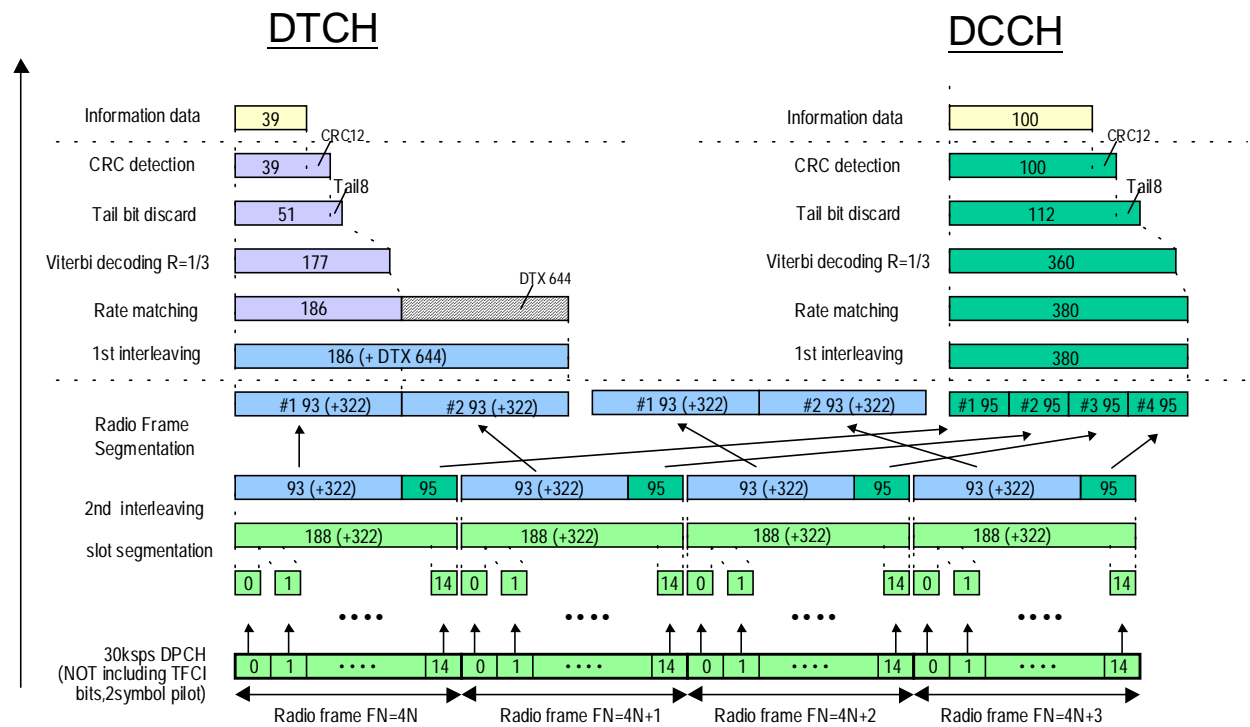 DTCH DCCH
Information data 39 Information data 100
CRC12 CRC12
CRC detection 39 CRC detection 100
Tail8 Tail8
Tail bit discard 51 Tail bit discard 112
Viterbi decoding R=1/3 177 Viterbi decoding R=1/3 360
DTX 644
Rate matching 186 Rate matching 380
1st interleaving 186 (+ DTX 644) 1st interleaving 380
#1 93 (+322) #2 93 (+322) #1 93 (+322) #2 93 (+322) #1 95 #2 95 #3 95 #4 95
Radio Frame
Segmentation
93 (+322) 95 93 (+322) 95 93 (+322) 95 93 (+322) 95
2nd interleaving
188 (+322) 188 (+322) 188 (+322) 188 (+322)
slot segmentation
0 1 14 0 1 14 0 1 14 0 1 14
•••• •••• •••• ••••
30ksps DPCH
(NOT including TFCI
bits,2symbol pilot)
0 1 •••• 14 0 1 •••• 14 0 1 •••• 14 0 1 •••• 14
Radio frame FN=4N Radio frame FN=4N+1 Radio frame FN=4N+2 Radio frame FN=4N+3